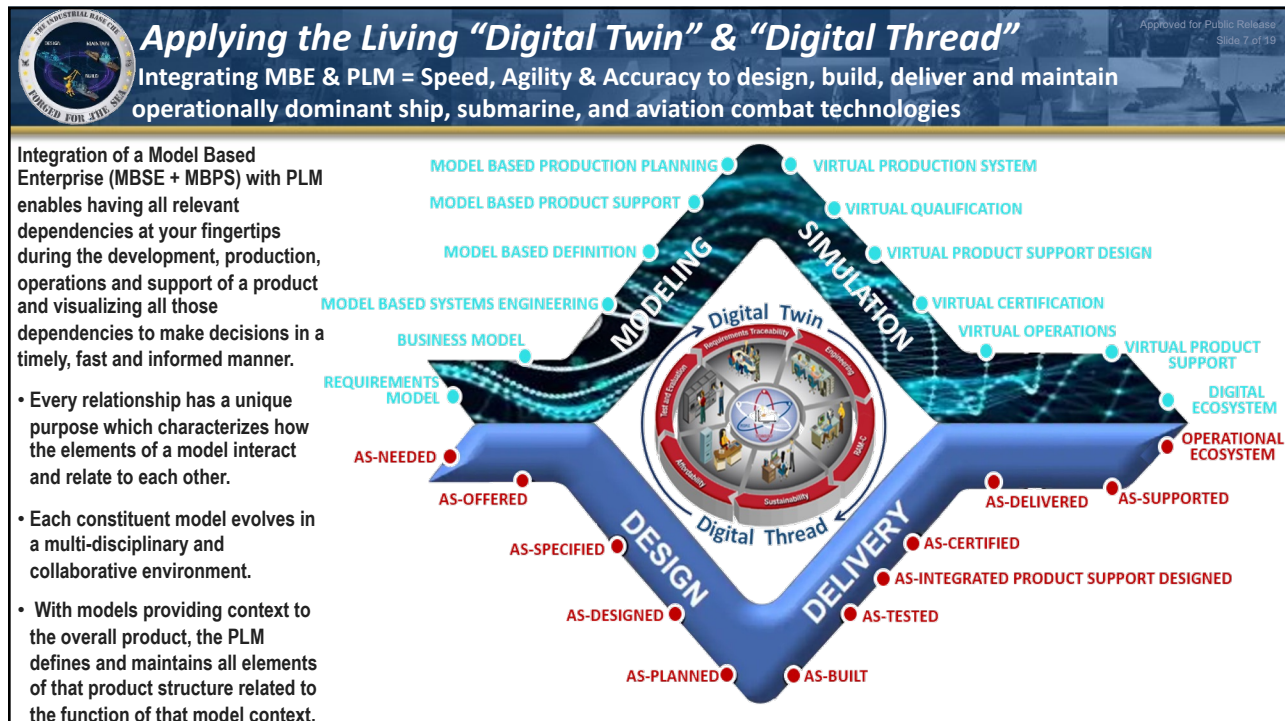 Applying the Living “Digital Twin” & “Digital Thread”
Integrating MBE & PLM = Speed, Agility & Accuracy to design, build, deliver and maintain
operationally dominant ship, submarine, and aviation combat technologies
Approved for Public Release
Slide 7 of 19
DESIGN
MAINTAIN
BUILD
FORGED FOR THE SEA
Integration of a Model Based
Enterprise (MBSE + MBPS) with PLM
enables having all relevant
dependencies at your fingertips
during the development, production,
operations and support of a product
and visualizing all those
dependencies to make decisions in a
timely, fast and informed manner.
• Every relationship has a unique
purpose which characterizes how
the elements of a model interact
and relate to each other.
• Each constituent model evolves in
a multi-disciplinary and
collaborative environment.
• With models providing context to
the overall product, the PLM
defines and maintains all elements
of that product structure related to
the function of that model context.
MODEL BASED PRODUCTION PLANNING
MODEL BASED PRODUCT SUPPORT
MODEL BASED DEFINITION
MODEL BASED SYSTEMS ENGINEERING
BUSINESS MODEL
REQUIREMENTS
MODEL
MODELING
SIMULATION
VIRTUAL PRODUCTION SYSTEM
VIRTUAL QUALIFICATION
VIRTUAL PRODUCT SUPPORT DESIGN
VIRTUAL CERTIFICATION
VIRTUAL OPERATIONS
VIRTUAL PRODUCT
SUPPORT
DIGITAL
ECOSYSTEM
Digital Twin
Requirements Traceability
Engineering
RAM-C
Sustainability
Affordability
Test and Evaluation
Digital Thread
AS-NEEDED
AS-OFFERED
AS-SPECIFIED
AS-DESIGNED
AS-PLANNED
DESIGN
DELIVERY
AS-BUILT
AS-TESTED
AS-INTEGRATED PRODUCT SUPPORT DESIGNED
AS-CERTIFIED
AS-DELIVERED
AS-SUPPORTED
OPERATIONAL
ECOSYSTEM